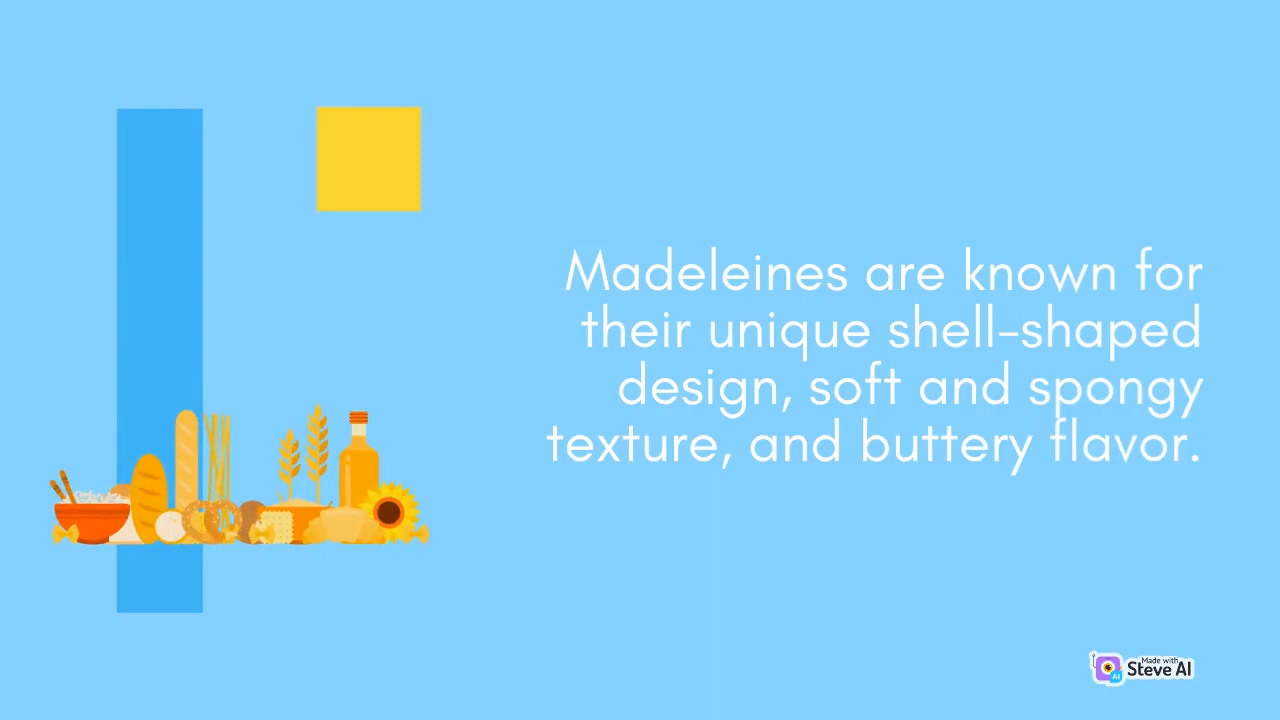 Madeleines are known for
their unique shell-shaped
design, soft and spongy
texture, and buttery flavor.
Made with
Steve AI
AI